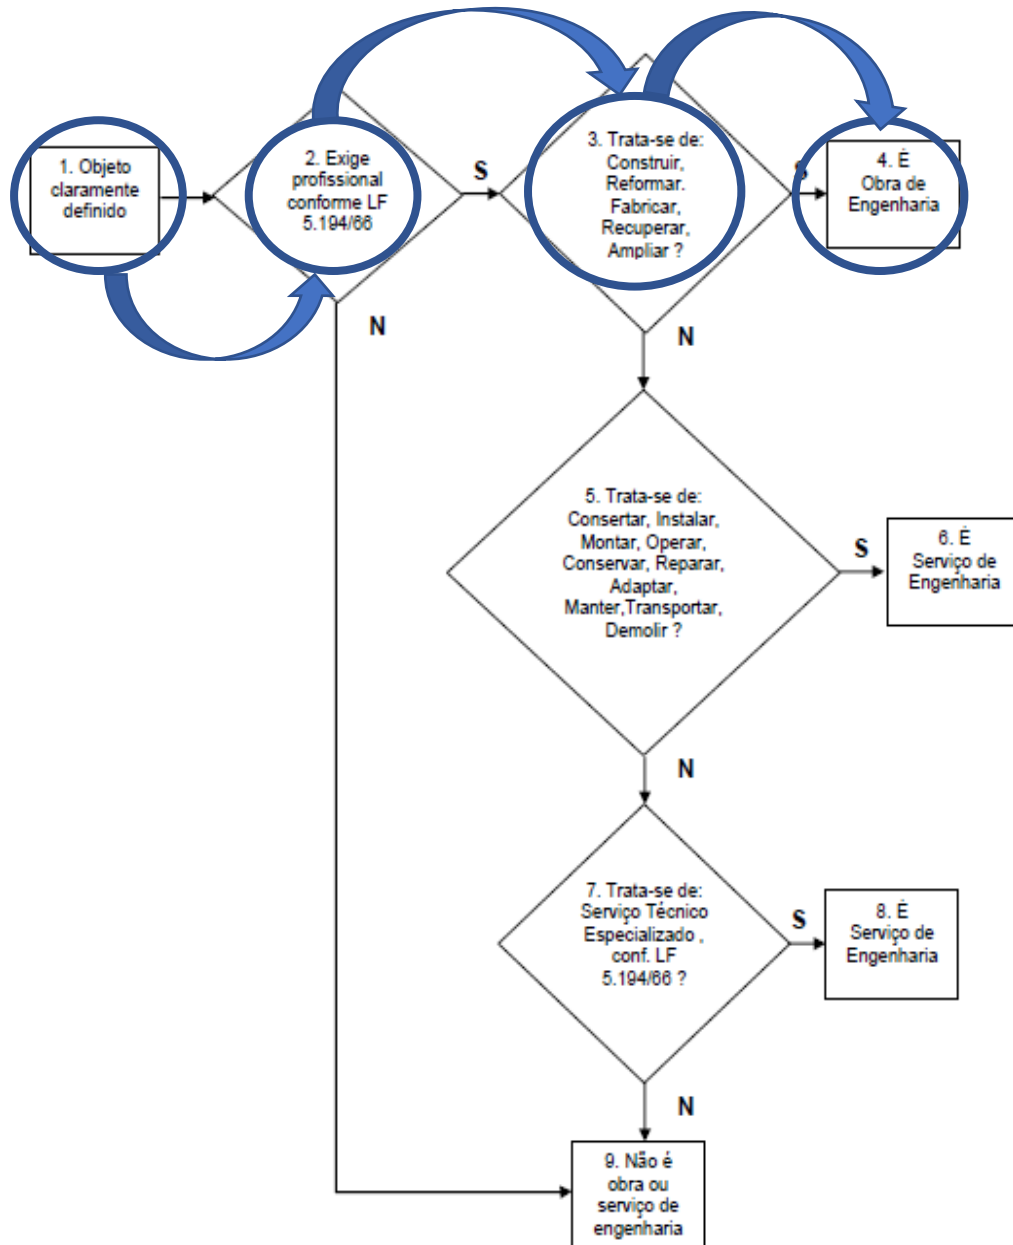 1. Objeto
claramente
definido
2. Exige
profissional
conforme LF
5.194/66
S
3. Trata-se de:
Construir,
Reformar.
Fabricar,
Recuperar,
Ampliar ?
S
4. É
Obra de
Engenharia
N
N
5. Trata-se de:
Consertar, Instalar,
Montar, Operar,
Conservar, Reparar,
Adaptar,
Manter,Transportar,
Demolir ?
S
6. É
Serviço de
Engenharia
N
7. Trata-se de:
Serviço Técnico
Especializado ,
conf. LF
5.194/66 ?
S
8. É
Serviço de
Engenharia
N
9. Não é
obra ou
serviço de
engenharia